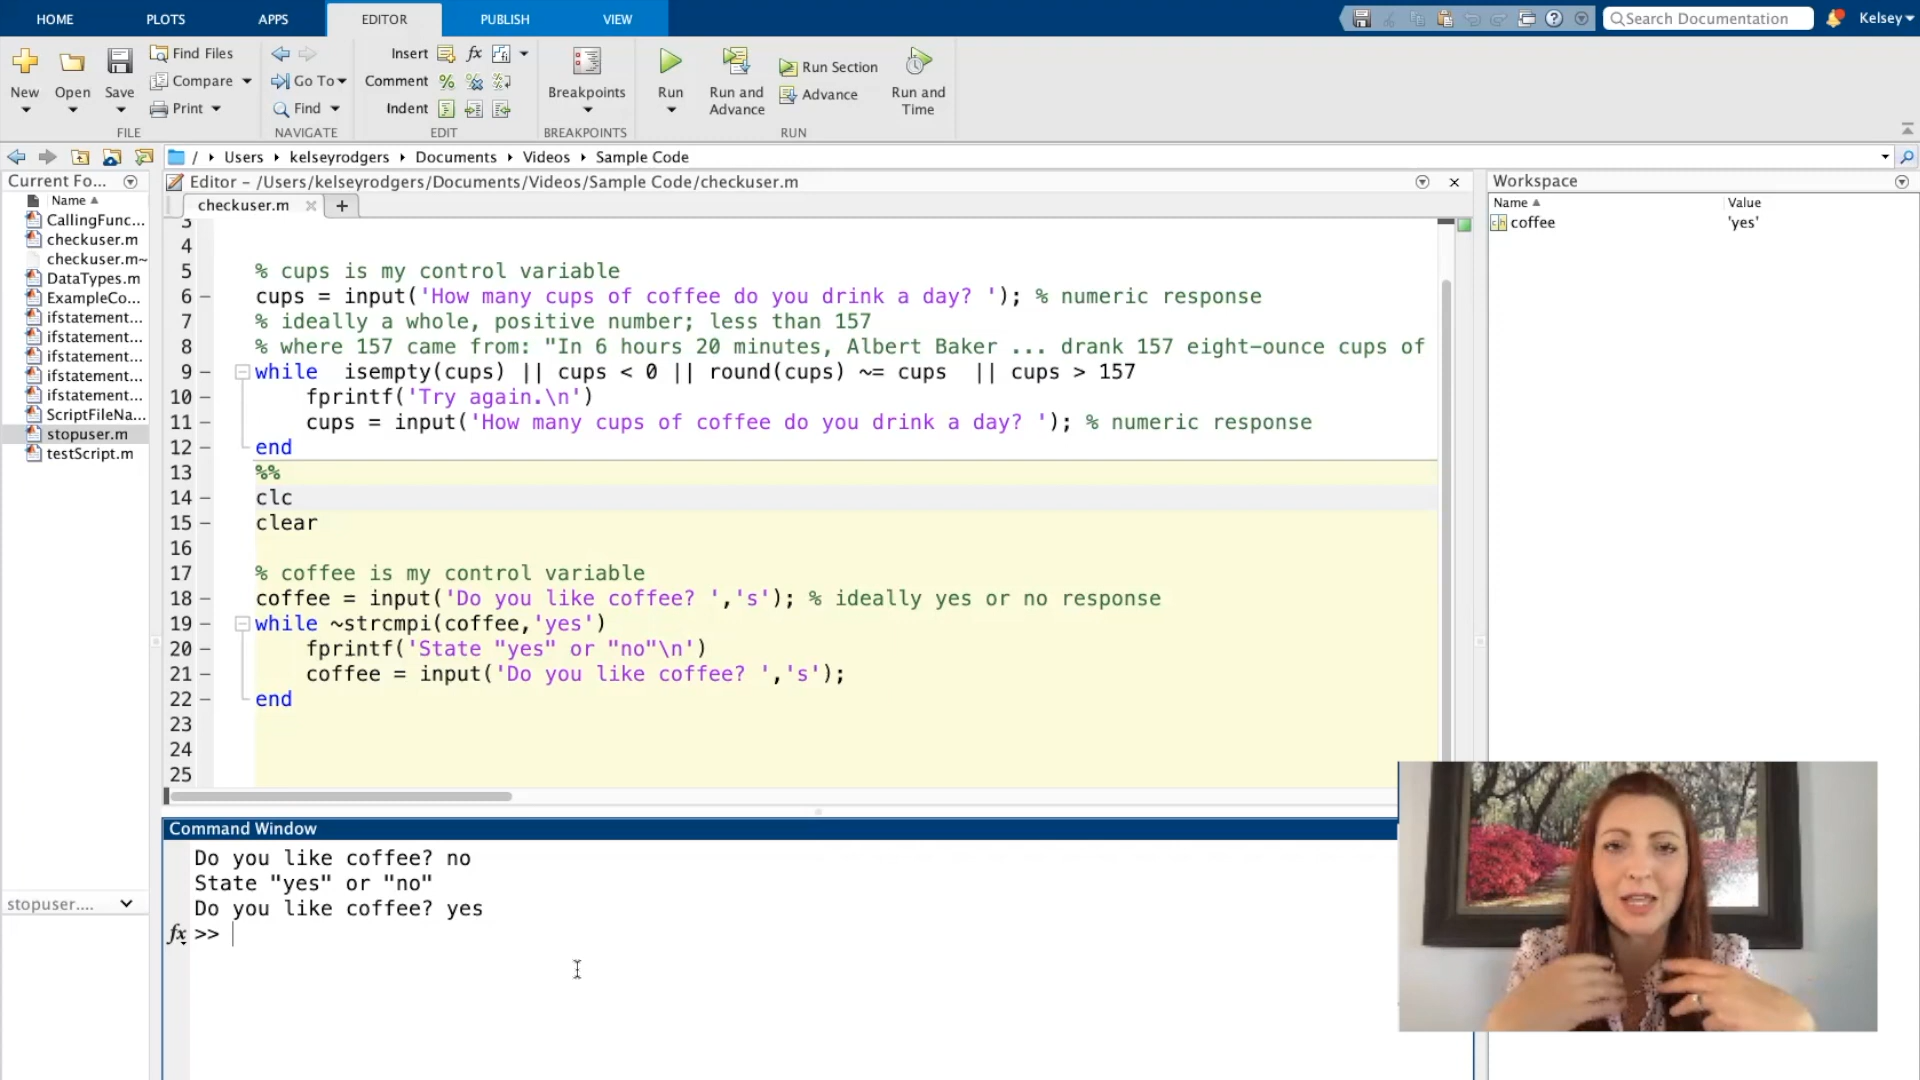 HOME PLOTS APPS EDITOR PUBLISH VIEW
Search Documentation
Kelsey
New
Open
Save
Find Files
Compare
Print
FILE
Go To
Find
NAVIGATE
Insert
Comment
Indent
EDIT
Breakpoints
BREAKPOINTS
Run
Run and
Advance
Run Section
Advance
Run and
Time
RUN
/ Users kelseyrodgers Documents Videos Sample Code
Current Fo...
Name
CallingFunc...
checkuser.m
checkuser.m~
DataTypes.m
ExampleCo...
ifstatement...
ifstatement...
ifstatement...
ifstatement...
ifstatement...
ScriptFileNa...
stopuser.m
testScript.m
stopuser....
Editor – /Users/kelseyrodgers/Documents/Videos/Sample Code/checkuser.m
checkuser.m
3
4
5 % cups is my control variable
6 – cups = input('How many cups of coffee do you drink a day? '); % numeric response
7 % ideally a whole, positive number; less than 157
8 % where 157 came from: "In 6 hours 20 minutes, Albert Baker ... drank 157 eight-ounce cups of
9 – while isempty(cups) || cups < 0 || round(cups) ~= cups || cups > 157
10 – fprintf('Try again.\n')
11 – cups = input('How many cups of coffee do you drink a day? '); % numeric response
12 – end
13 %%
14 – clc
15 – clear
16
17 % coffee is my control variable
18 – coffee = input('Do you like coffee? ','s'); % ideally yes or no response
19 – while ~strcmpi(coffee,'yes')
20 – fprintf('State "yes" or "no"\n')
21 – coffee = input('Do you like coffee? ','s');
22 – end
23
24
25
Command Window
Do you like coffee? no
State "yes" or "no"
Do you like coffee? yes
fx >>
Workspace
Name Value
coffee 'yes'